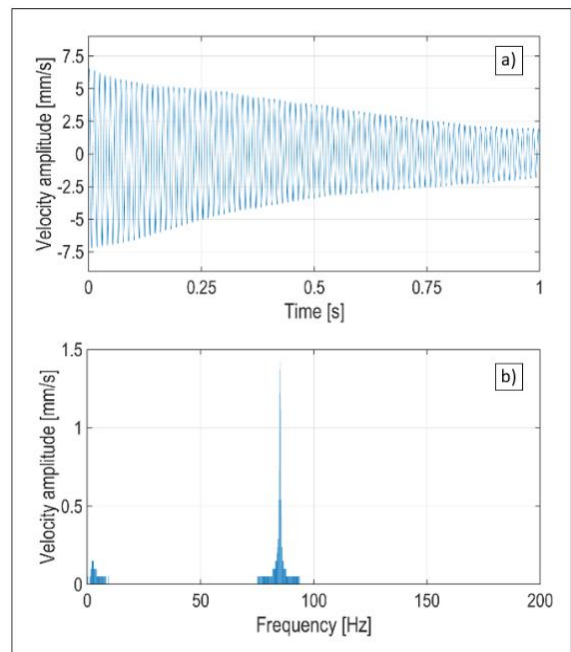 a)
7.5
5
2.5
0
-2.5
-5
-7.5
Velocity amplitude [mm/s]
0 0.25 0.5 0.75 1
Time [s]
b)
1.5
1
0.5
0
Velocity amplitude [mm/s]
0 50 100 150 200
Frequency [Hz]